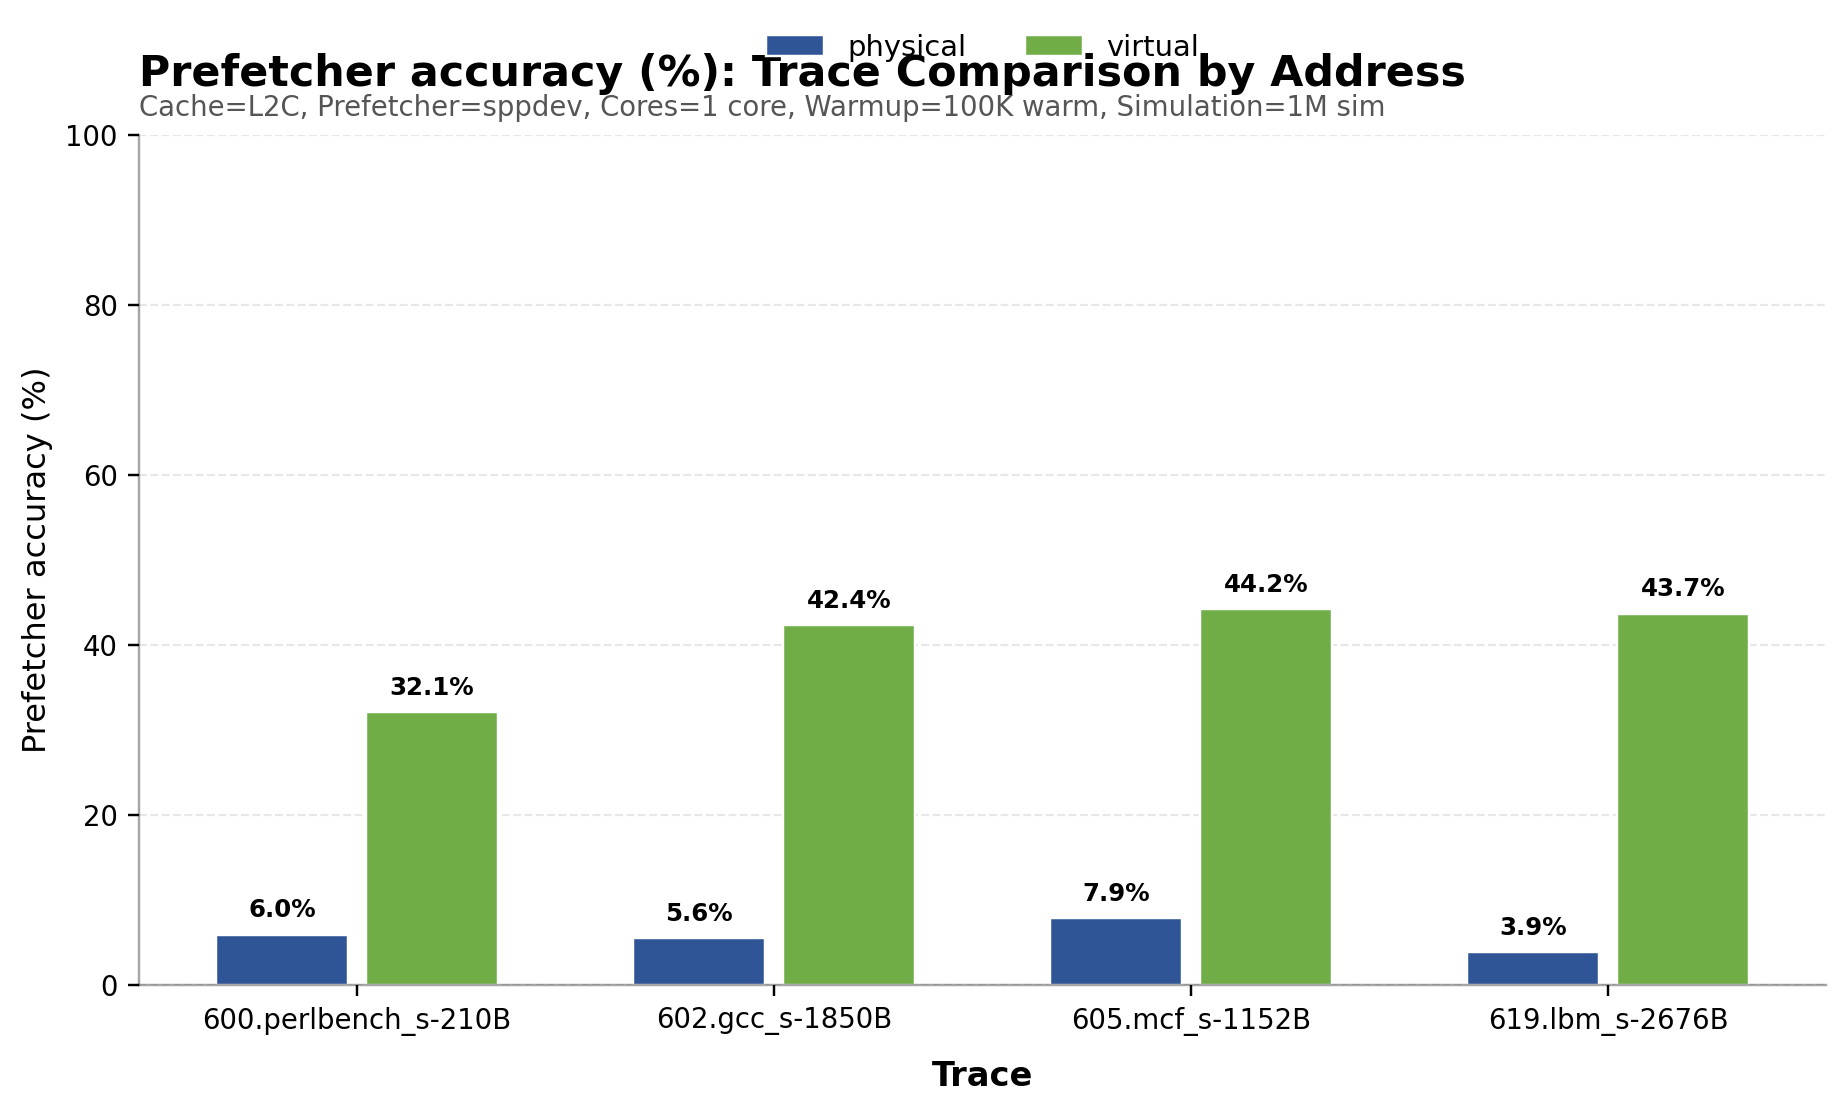 physical virtual
Prefetcher accuracy (%): Trace Comparison by Address
Cache=L2C, Prefetcher=sppdev, Cores=1 core, Warmup=100K warm, Simulation=1M sim
Prefetcher accuracy (%)
100
80
60
40
20
0
6.0% 32.1% 5.6% 42.4% 7.9% 44.2% 3.9% 43.7%
600.perlbench_s-210B 602.gcc_s-1850B 605.mcf_s-1152B 619.lbm_s-2676B
Trace